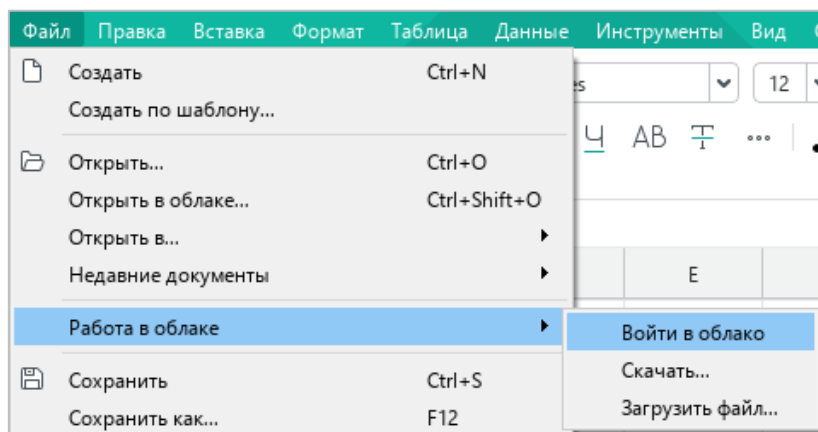 Файл Правка Вставка Формат Таблица Данные Инструменты Вид
Создать Ctrl+N
12
Создать по шаблону...
Ч АВ Т
Открыть... Ctrl+O
Открыть в облаке... Ctrl+Shift+O
Открыть в...
Недавние документы E
Работа в облаке
Войти в облако
Скачать...
Сохранить Ctrl+S
Загрузить файл...
Сохранить как... F12